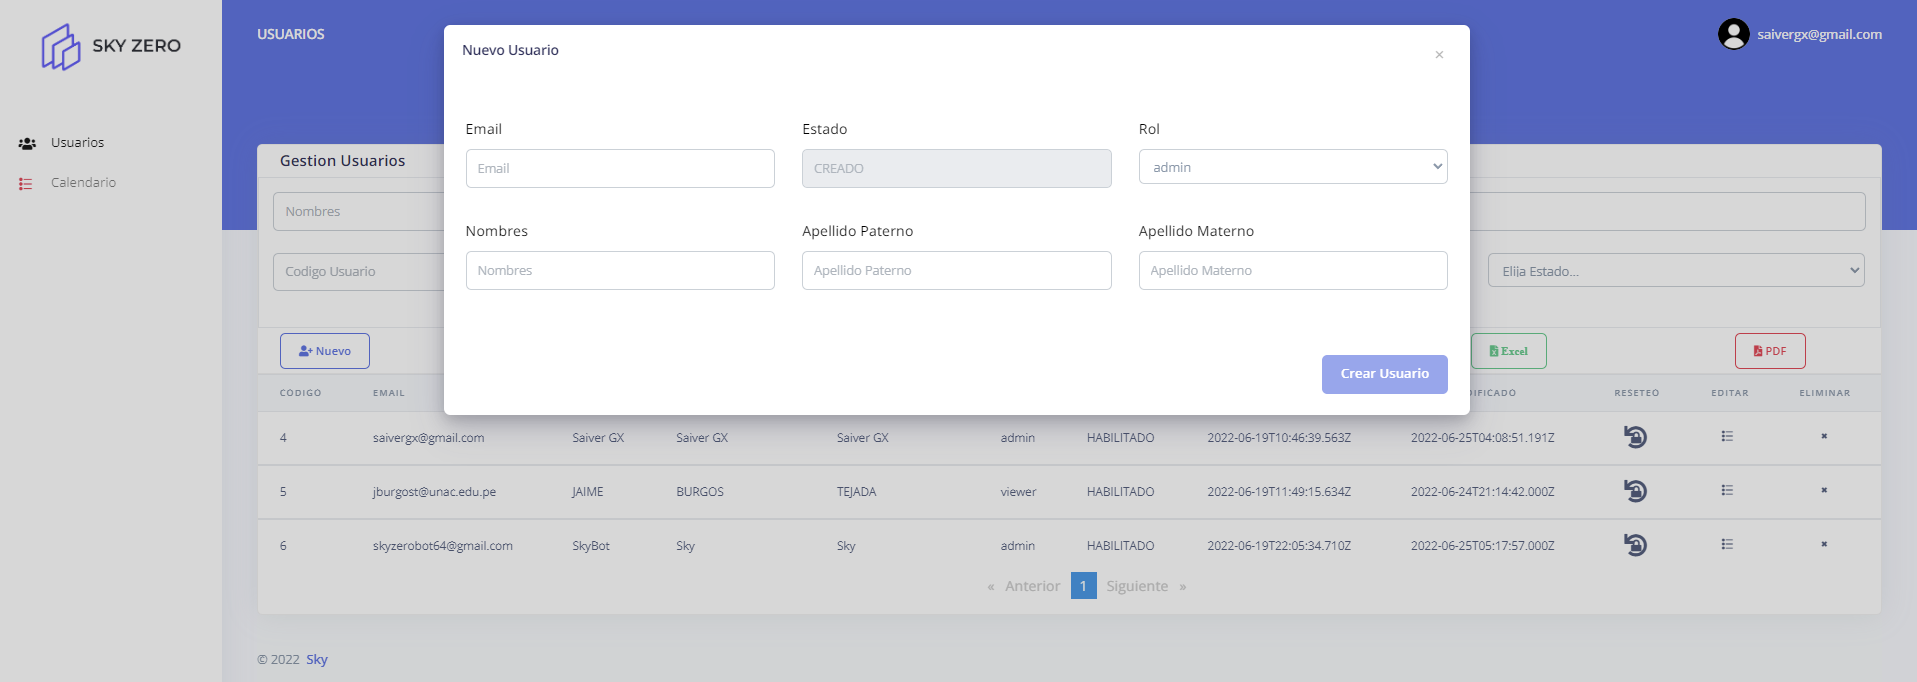 SKY ZERO
Usuarios
Calendario
USUARIOS
saivergx@gmail.com
Nuevo Usuario
×
Email Estado Rol
Email CREADO admin
Nombres Apellido Paterno Apellido Materno
Nombres Apellido Paterno Apellido Materno
Crear Usuario
Gestion Usuarios
Nombres
Codigo Usuario Elija Estado...
Nuevo Excel PDF
CODIGO EMAIL DIFICADO RESETEO EDITAR ELIMINAR
4 saivergx@gmail.com Saiver GX Saiver GX Saiver GX admin HABILITADO 2022-06-19T10:46:39.563Z 2022-06-25T04:08:51.191Z
5 jburgost@unac.edu.pe JAIME BURGOS TEJADA viewer HABILITADO 2022-06-19T11:49:15.634Z 2022-06-24T21:14:42.000Z
6 skyzerobot64@gmail.com SkyBot Sky Sky admin HABILITADO 2022-06-19T22:05:34.710Z 2022-06-25T05:17:57.000Z
« Anterior 1 Siguiente »
© 2022 Sky